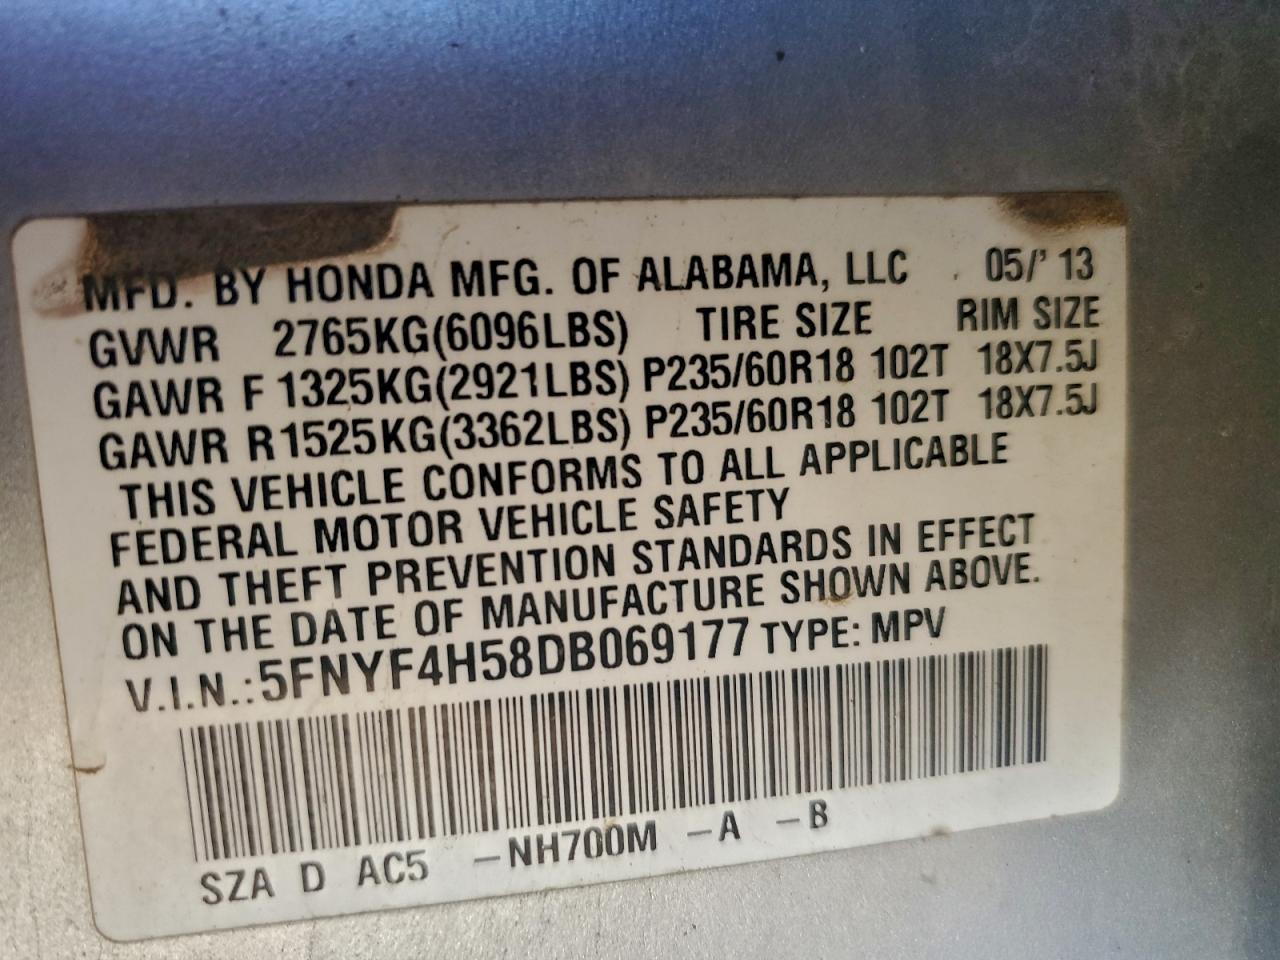 MFD. BY HONDA MFG. OF ALABAMA, LLC . 05/' 13
GVWR 2765KG(6096LBS) TIRE SIZE RIM SIZE
GAWR F 1325KG(2921LBS) P235/60R18 102T 18X7.5J
GAWR R1525KG(3362LBS) P235/60R18 102T 18X7.5J
THIS VEHICLE CONFORMS TO ALL APPLICABLE
FEDERAL MOTOR VEHICLE SAFETY
AND THEFT PREVENTION STANDARDS IN EFFECT
ON THE DATE OF MANUFACTURE SHOWN ABOVE.
V.I.N.:5FNYF4H58DB069177 TYPE: MPV
SZA D AC5 -NH700M -A -B